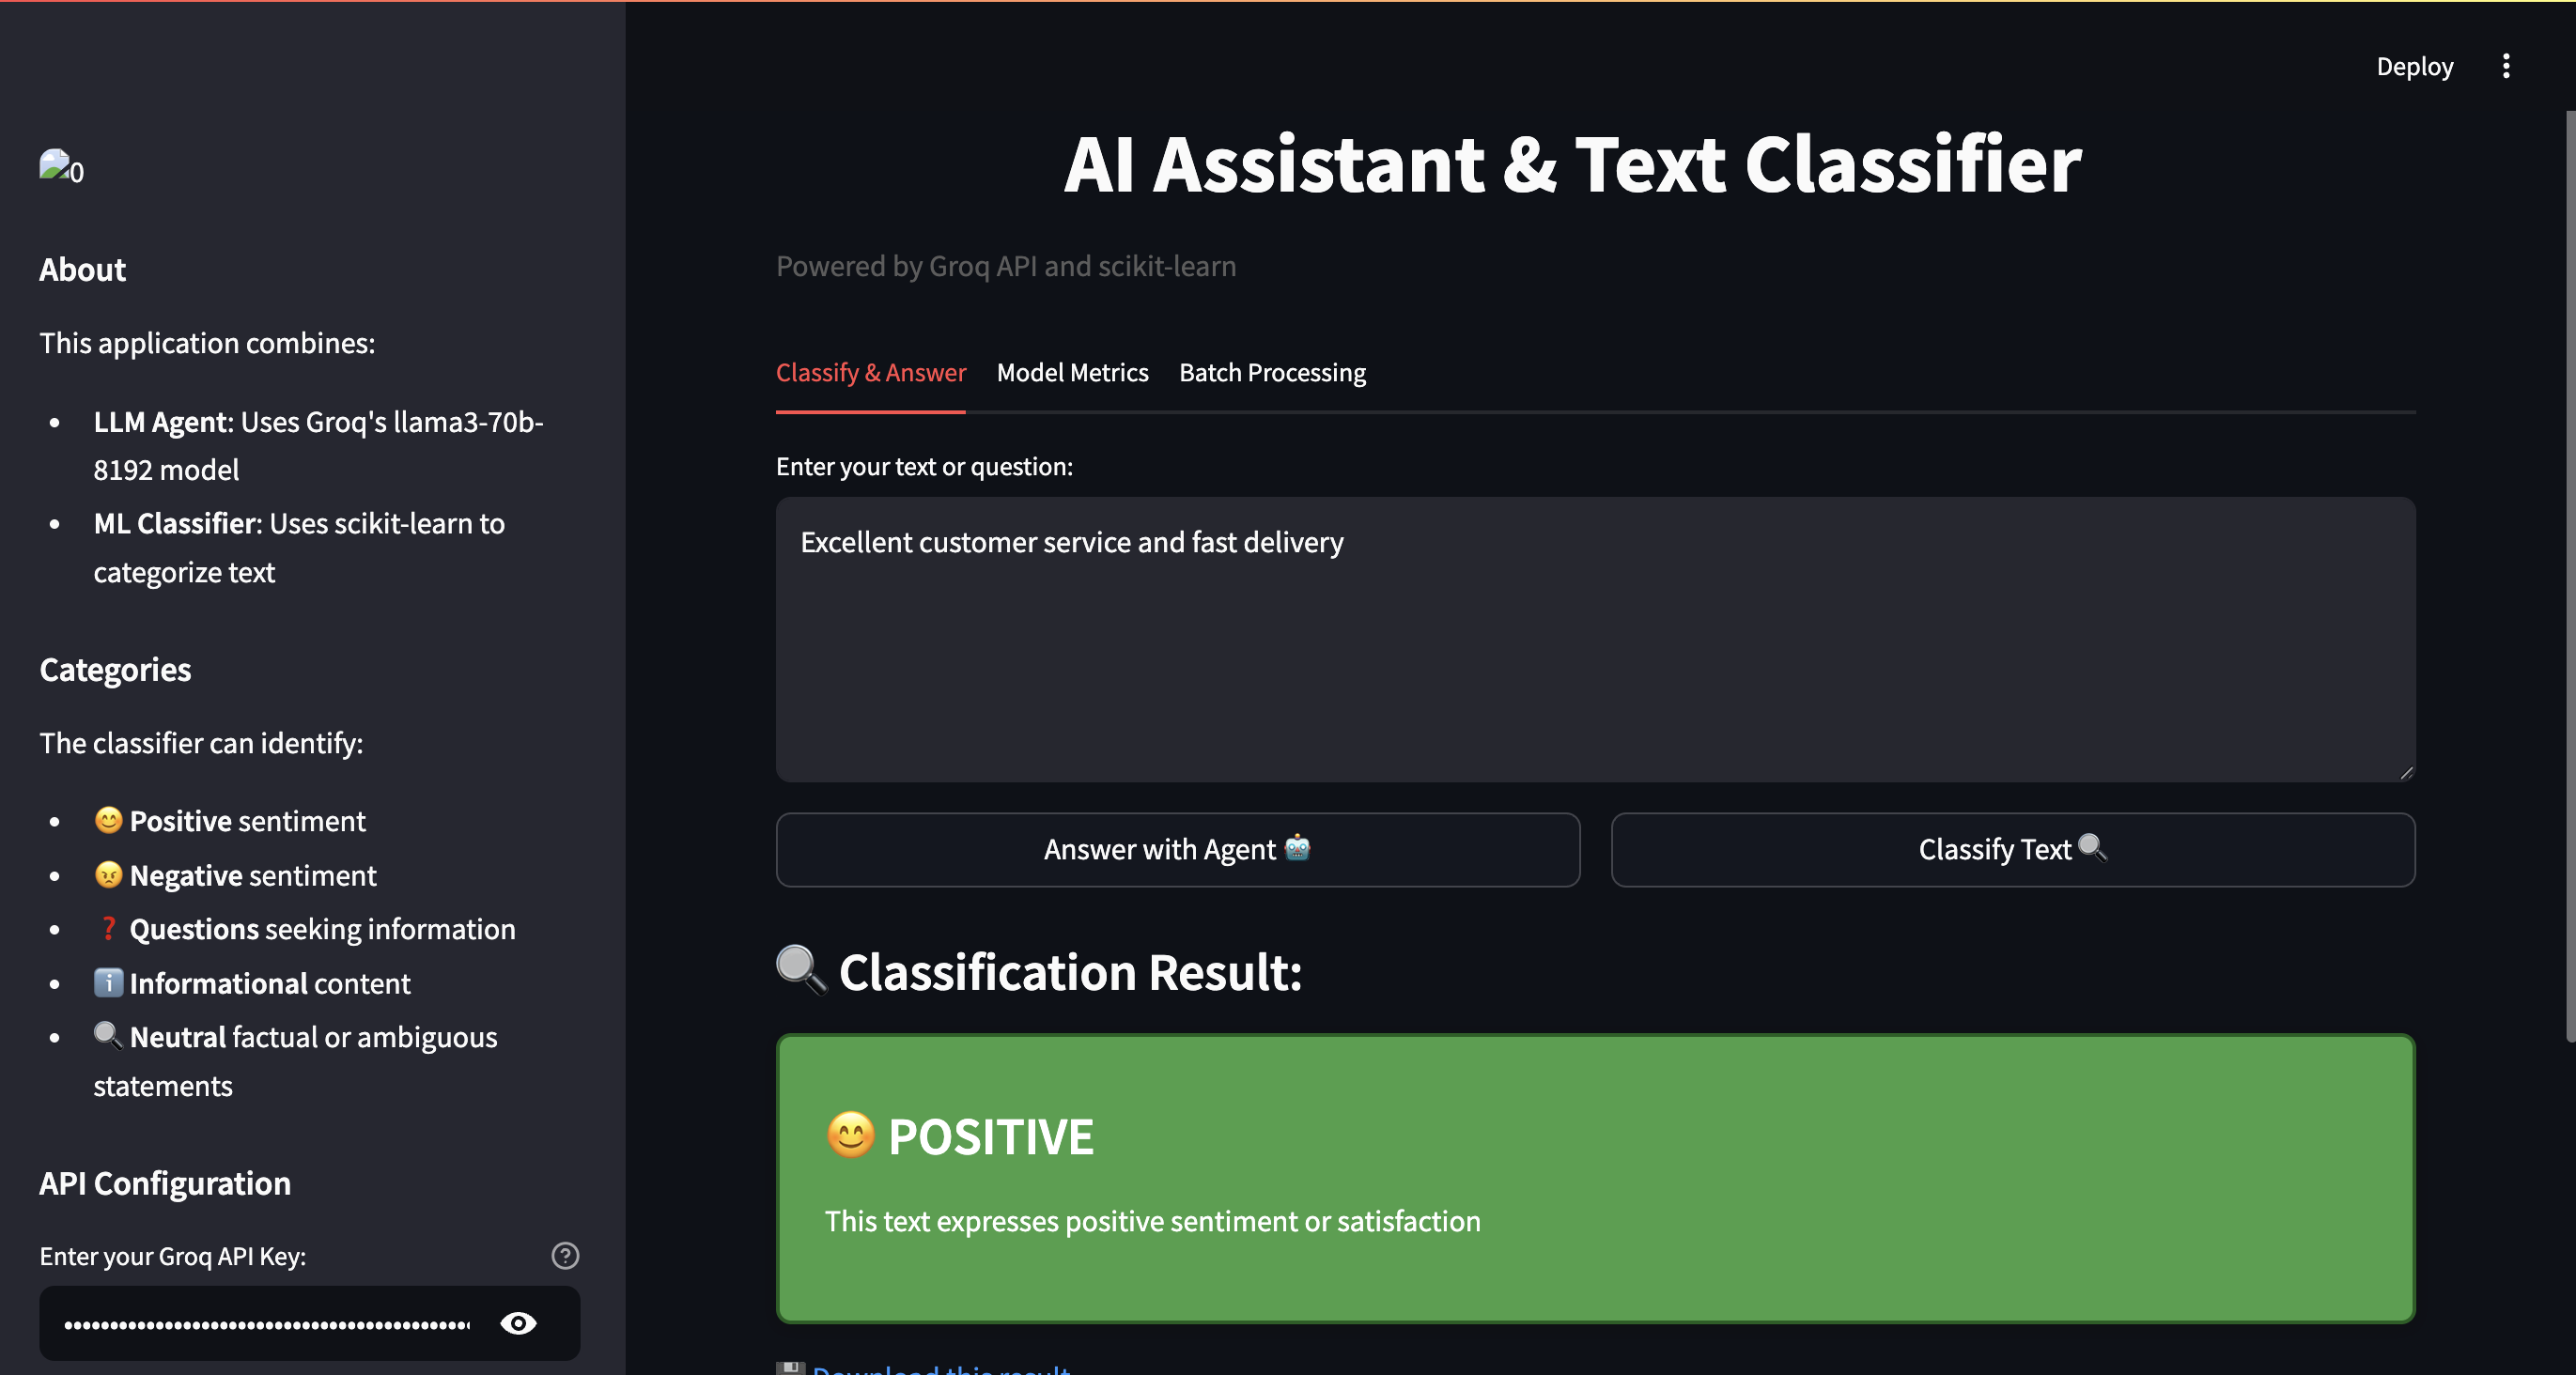 Deploy
0
About
This application combines:
• LLM Agent: Uses Groq's llama3-70b-
8192 model
• ML Classifier: Uses scikit-learn to
categorize text
Categories
The classifier can identify:
• 😊 Positive sentiment
• 😠 Negative sentiment
• ❓ Questions seeking information
• ℹ️ Informational content
• 🔍 Neutral factual or ambiguous
statements
API Configuration
Enter your Groq API Key:
AI Assistant & Text Classifier
Powered by Groq API and scikit-learn
Classify & Answer Model Metrics Batch Processing
Enter your text or question:
Excellent customer service and fast delivery
Answer with Agent 🤖 Classify Text 🔍
🔍 Classification Result:
😊 POSITIVE
This text expresses positive sentiment or satisfaction
💾 Download this result